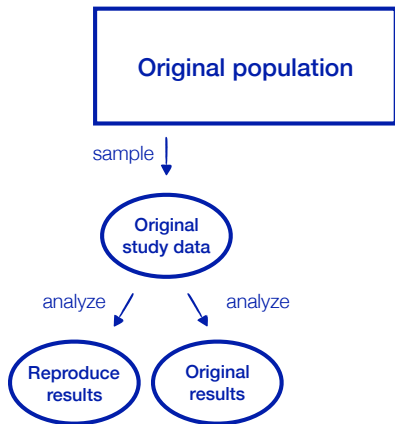 Original population
sample
Original
study data
analyze
analyze
Reproduce
results
Original
results